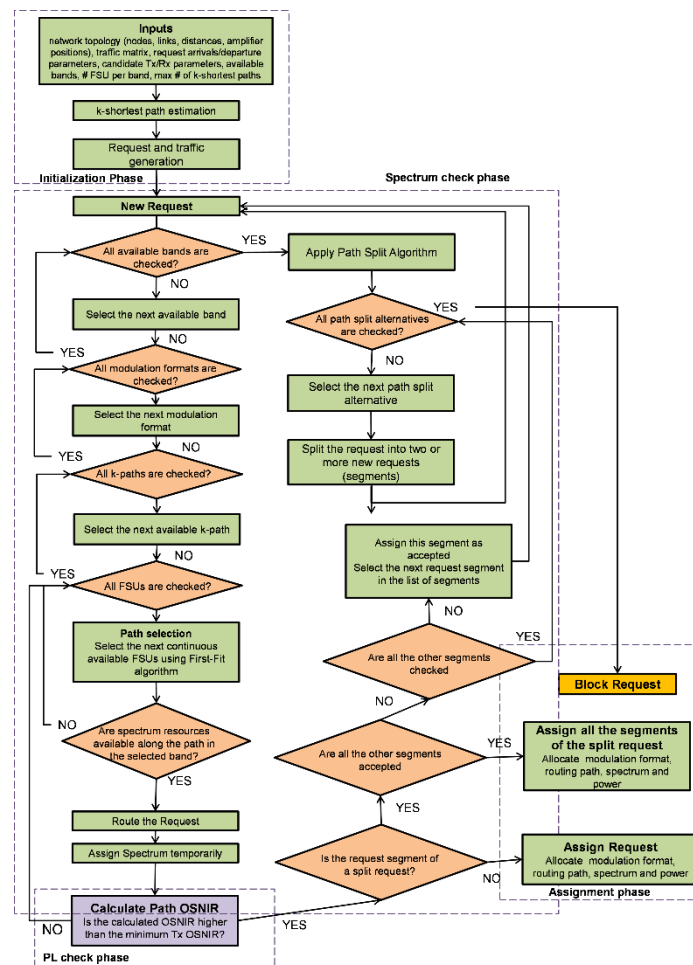 Inputs
network topology (nodes, links, distances, amplifier
positions), traffic matrix, request arrivals/departure
parameters, candidate Tx/Rx parameters, available
bands, # FSU per band, max # of k-shortest paths
k-shortest path estimation
Request and traffic
generation
Initialization Phase
Spectrum check phase
New Request
All available bands are
checked?
YES
NO
Select the next available band
NO
YES
All modulation formats are
checked?
Select the next modulation
format
NO
YES
All k-paths are checked?
Select the next available k-path
NO
YES
All FSUs are checked?
Path selection
Select the next continuous
available FSUs using First-Fit
algorithm
NO
Are spectrum resources
available along the path in
the selected band?
YES
Route the Request
Assign Spectrum temporarily
Calculate Path OSNIR
Is the calculated OSNIR higher
than the minimum Tx OSNIR?
NO
YES
PL check phase
Apply Path Split Algorithm
All path split alternatives
are checked?
YES
NO
Select the next path split
alternative
Split the request into two or
more new requests
(segments)
Assign this segment as
accepted
Select the next request segment
in the list of segments
NO
YES
Are all the other segments
checked
NO
Are all the other segments
accepted
YES
YES
Is the request segment of
a split request?
NO
Block Request
Assign all the segments
of the split request
Allocate modulation format,
routing path, spectrum and
power
Assign Request
Allocate modulation format,
routing path, spectrum and power
Assignment phase